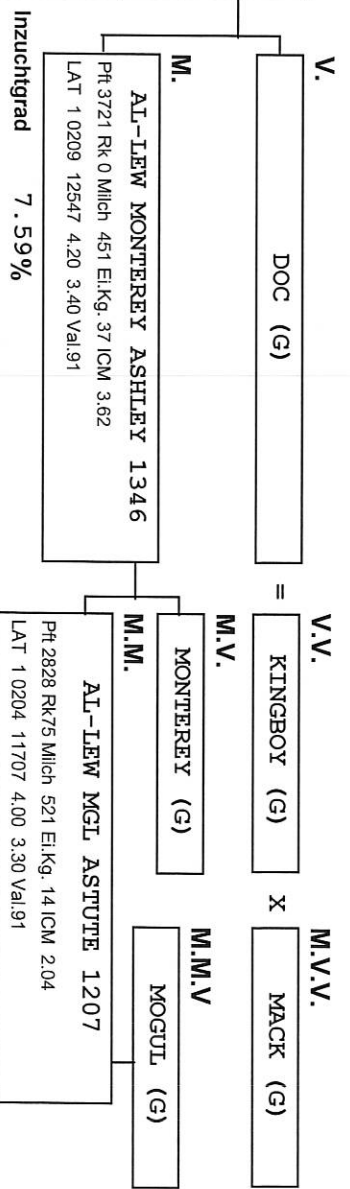 V.
DOC (G)
=
V.V.
KINGBOY (G)
X
M.V.V.
MACK (G)
M.
AL-LEW MONTEREY ASHLEY 1346
Pft 3721 Rk 0 Milch 451 Ei.Kg. 37 ICM 3.62
LAT 1 0209 12547 4.20 3.40 Val.91
M.V.
MONTEREY (G)
M.M.V
MOGUL (G)
M.M.
AL-LEW MGL ASTUTE 1207
Pft 2828 Rk75 Milch 521 Ei.Kg. 14 ICM 2.04
LAT 1 0204 11707 4.00 3.30 Val.91
Inzuchtgrad 7.59%